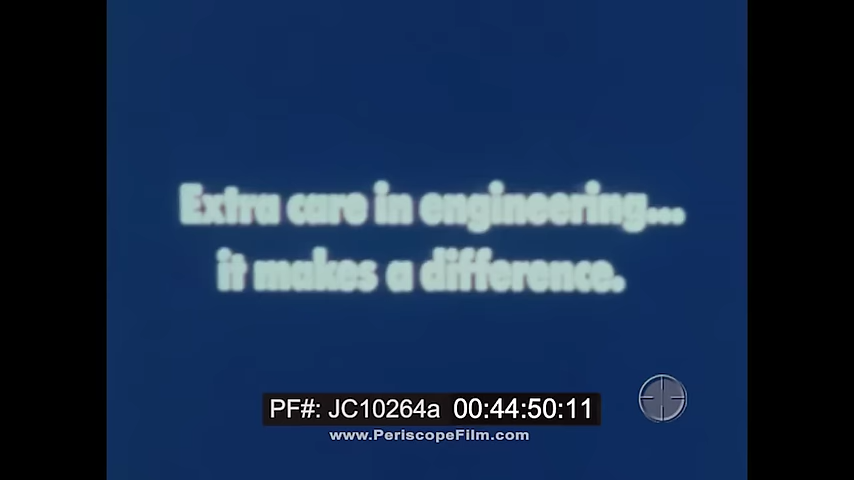 Extra care in engineering...
it makes a difference.
PF#: JC10264a 00:44:50:11
www.PeriscopeFilm.com